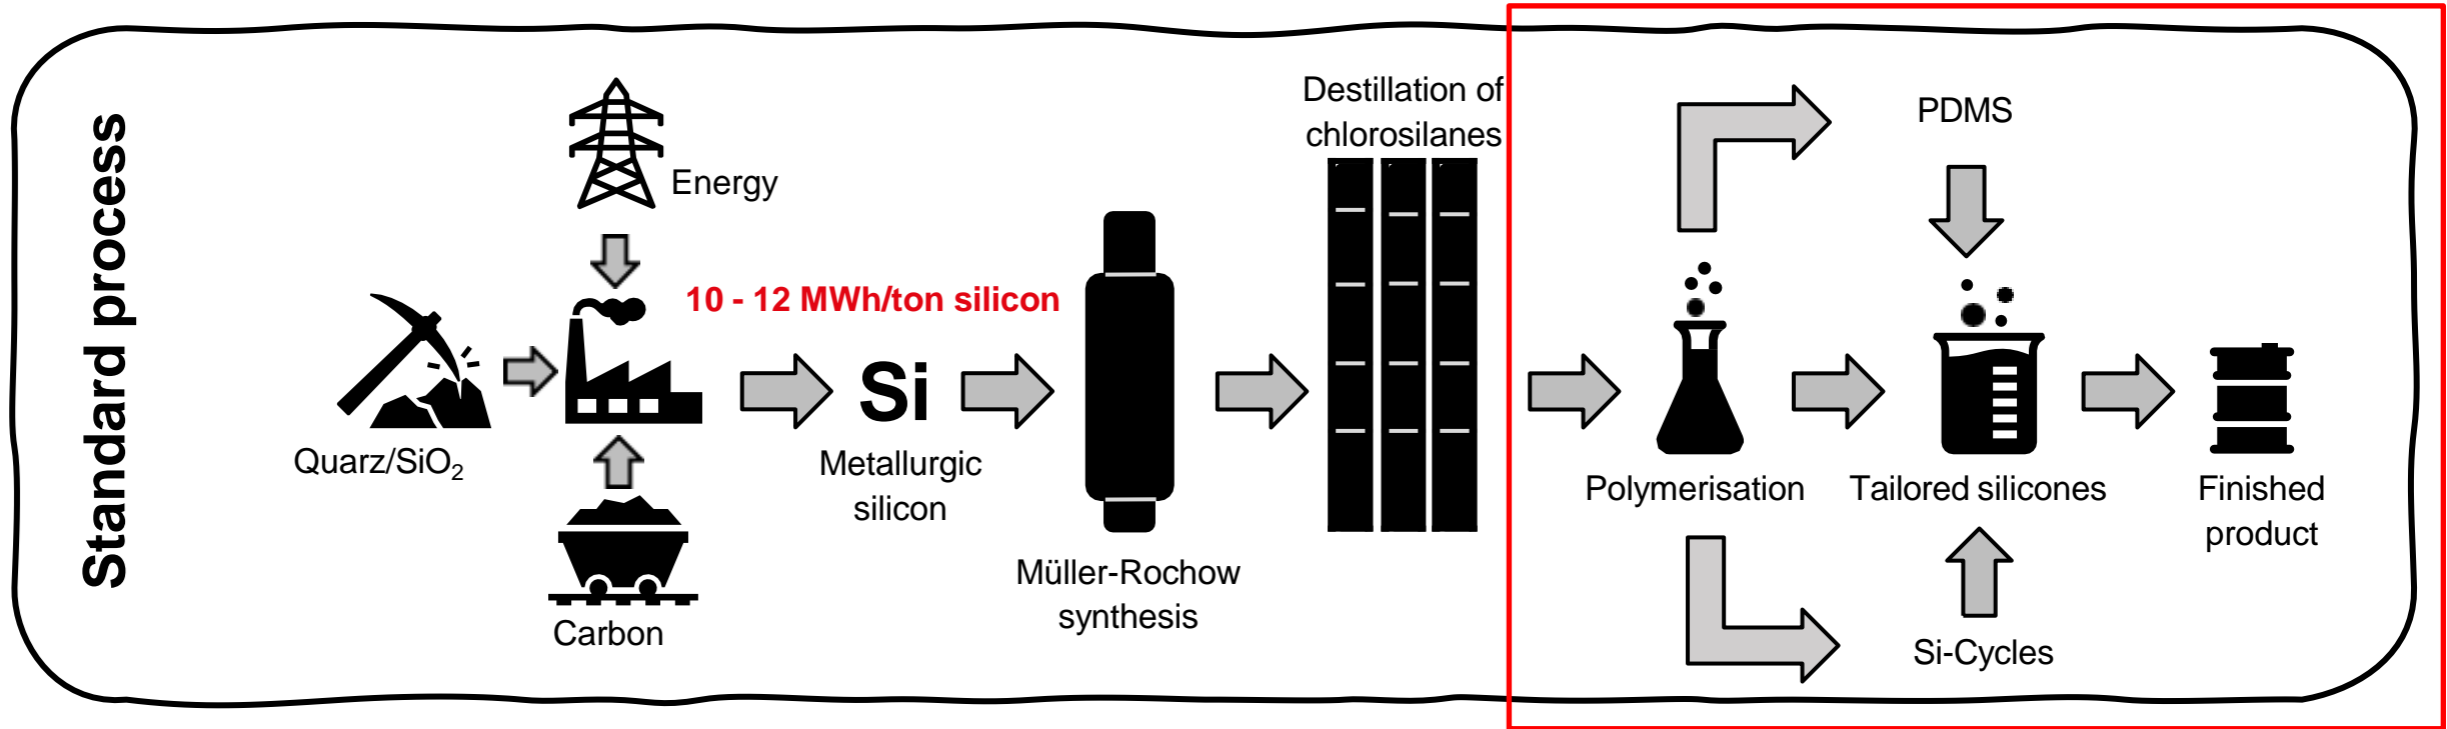 Standard process
Energy
10 - 12 MWh/ton silicon
Quarz/SiO₂
Carbon
Si
Metallurgic
silicon
Müller-Rochow
synthesis
Destillation of
chlorosilanes
Polymerisation
PDMS
Tailored silicones
Si-Cycles
Finished
product